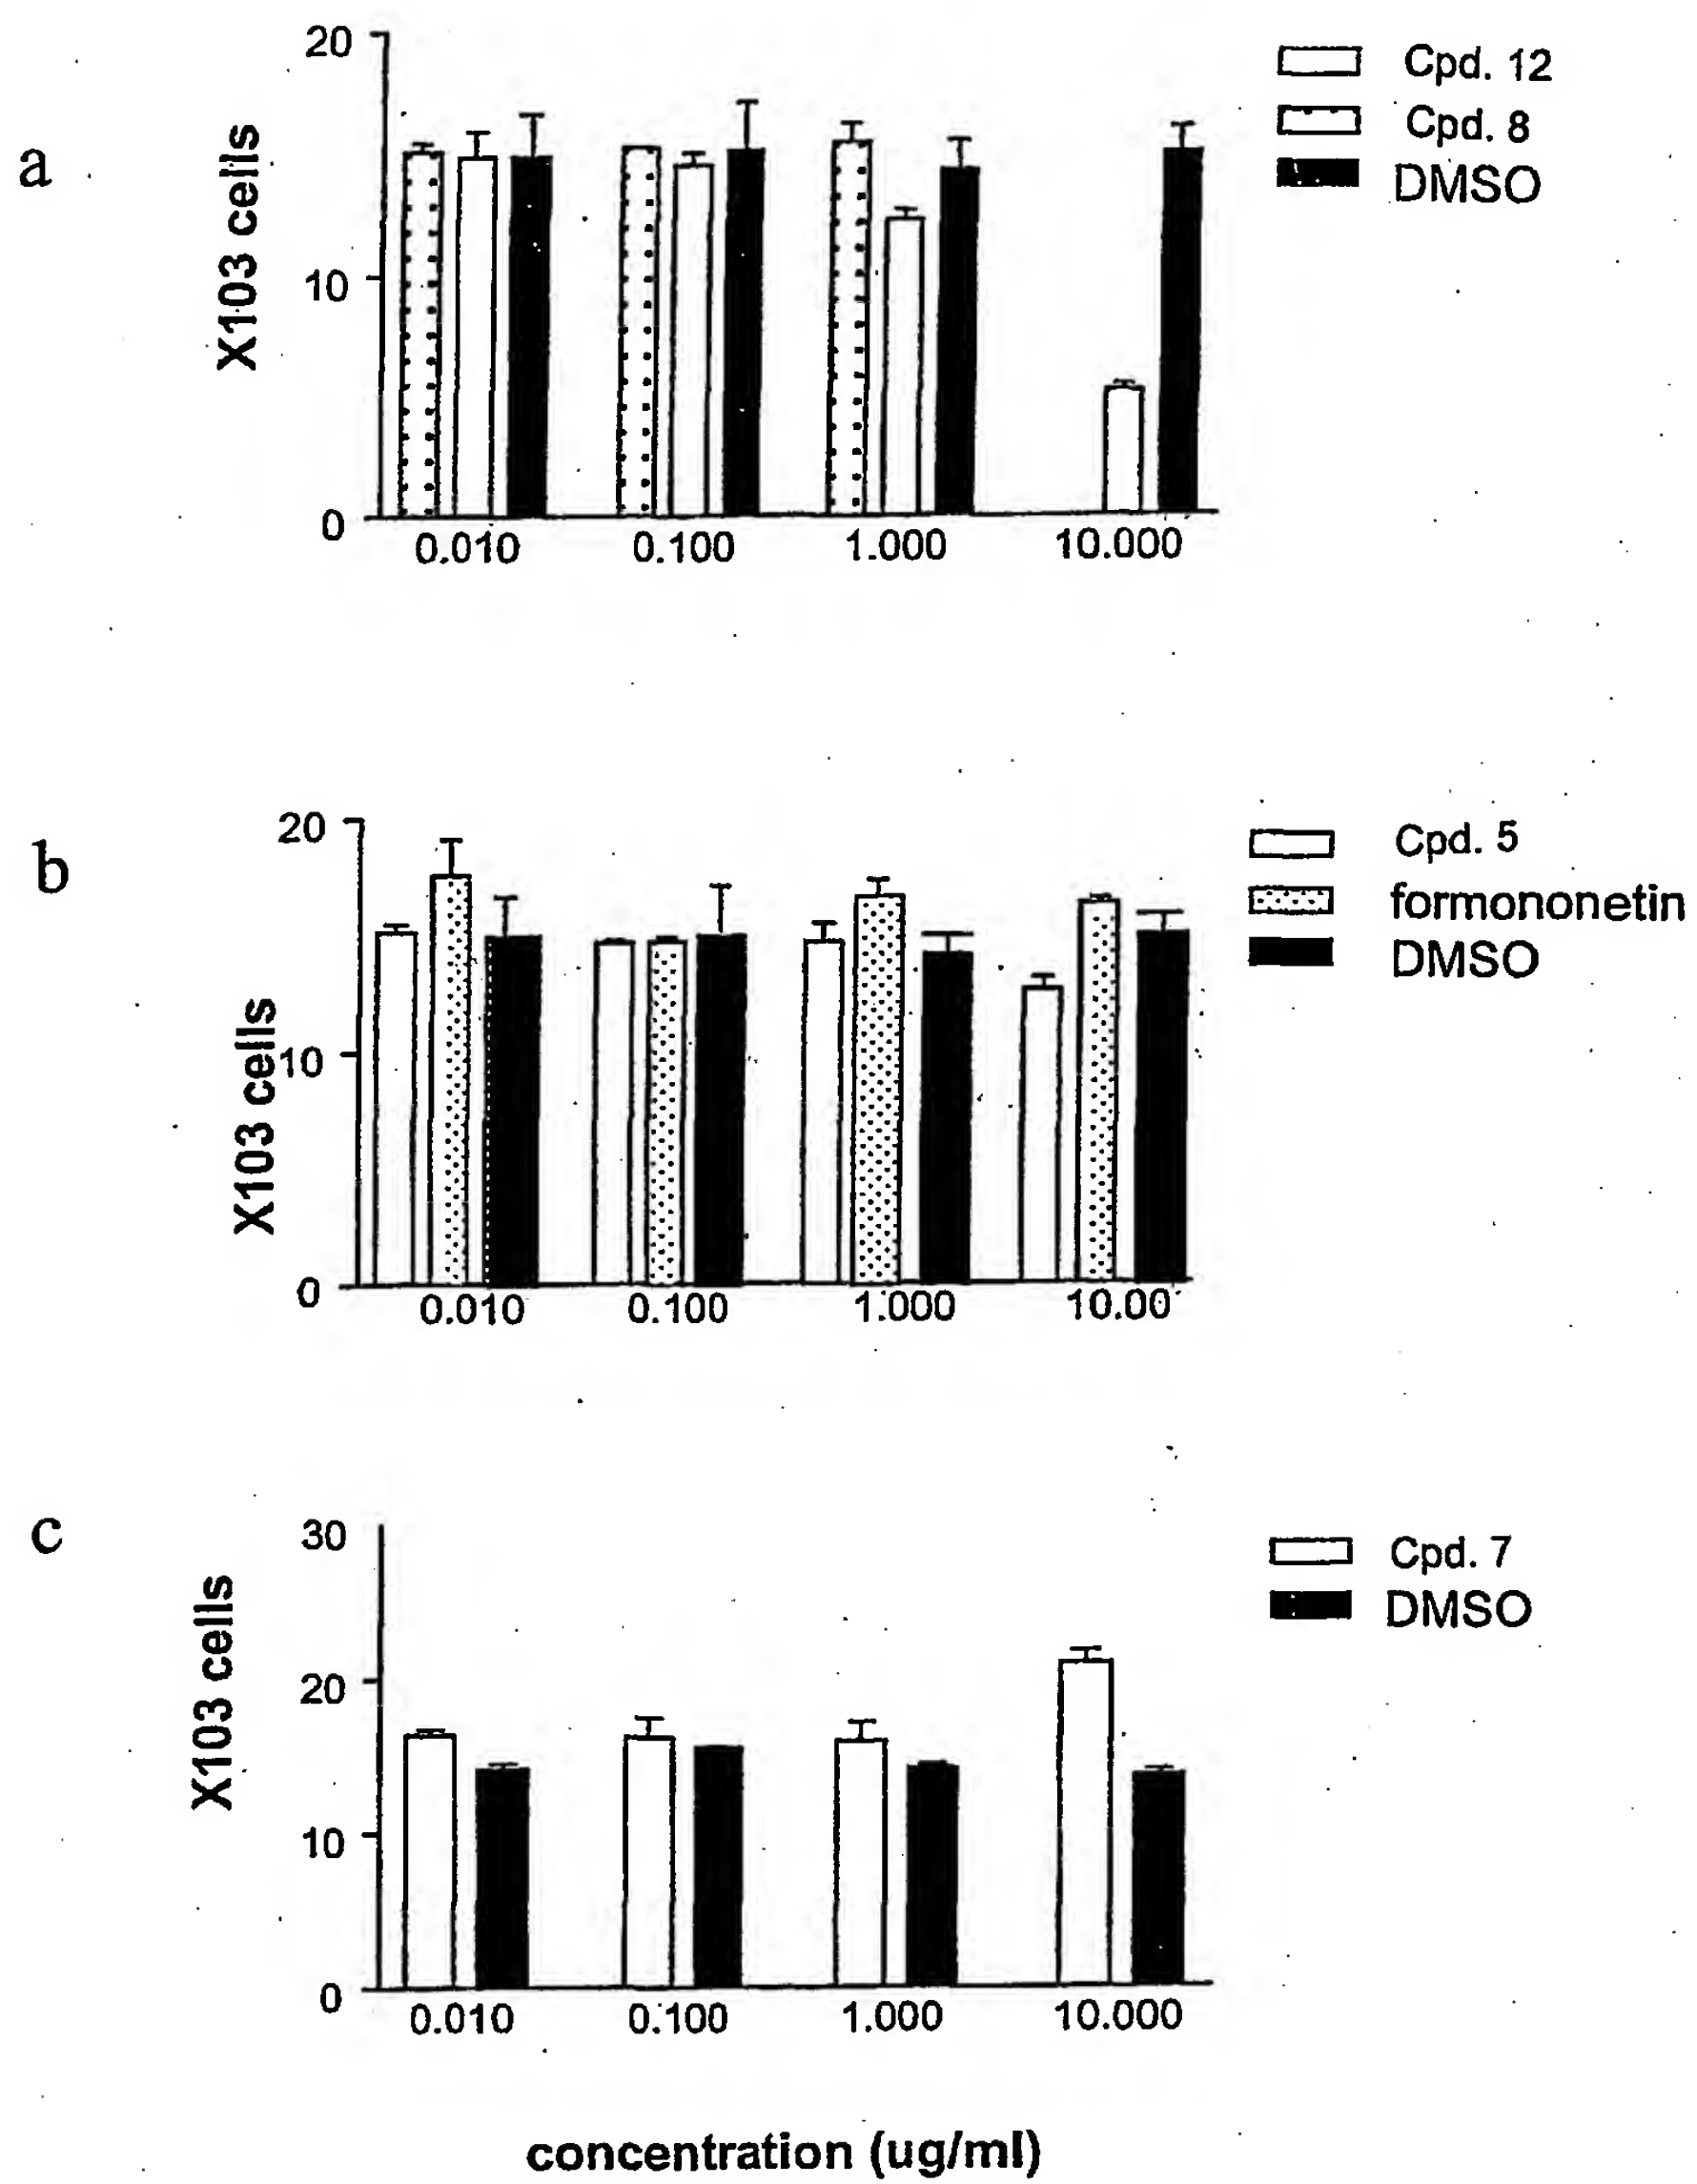 a
X103 cells
20
10
0
0.010 0.100 1.000 10.000
Cpd. 12
Cpd. 8
DMSO
b
X103 cells
20
10
0
0.010 0.100 1.000 10.00
Cpd. 5
formononetin
DMSO
c
X103 cells
30
20
10
0
0.010 0.100 1.000 10.000
Cpd. 7
DMSO
concentration (ug/ml)